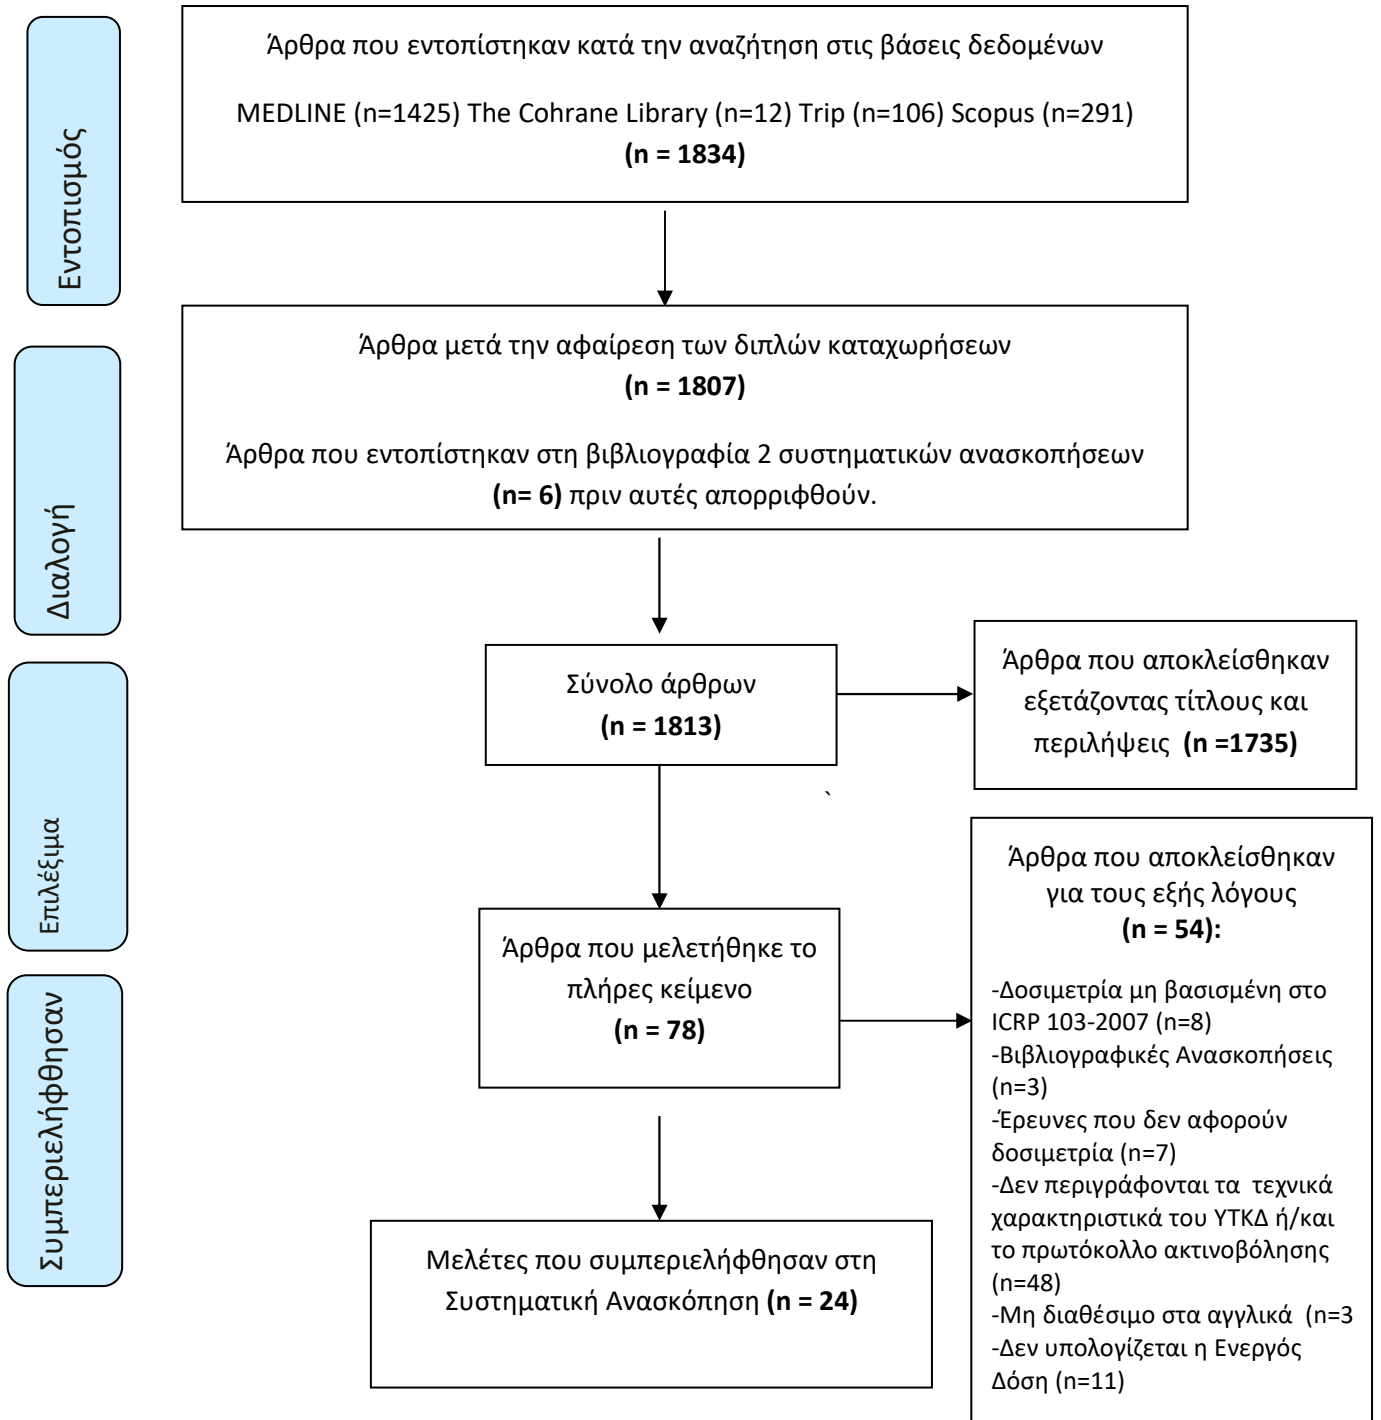 Εντοπισμός
Άρθρα που εντοπίστηκαν κατά την αναζήτηση στις βάσεις δεδομένων
MEDLINE (n=1425) The Cohrane Library (n=12) Trip (n=106) Scopus (n=291)
(n = 1834)
Διαλογή
Άρθρα μετά την αφαίρεση των διπλών καταχωρήσεων
(n = 1807)
Άρθρα που εντοπίστηκαν στη βιβλιογραφία 2 συστηματικών ανασκοπήσεων
(n= 6) πριν αυτές απορριφθούν.
Σύνολο άρθρων
(n = 1813)
Άρθρα που αποκλείσθηκαν
εξετάζοντας τίτλους και
περιλήψεις (n =1735)
`
Επιλέξιμα
Άρθρα που μελετήθηκε το
πλήρες κείμενο
(n = 78)
Άρθρα που αποκλείσθηκαν
για τους εξής λόγους
(n = 54):
-Δοσιμετρία μη βασισμένη στο
ICRP 103-2007 (n=8)
-Βιβλιογραφικές Ανασκοπήσεις
(n=3)
-Έρευνες που δεν αφορούν
δοσιμετρία (n=7)
-Δεν περιγράφονται τα τεχνικά
χαρακτηριστικά του ΥΤΚΔ ή/και
το πρωτόκολλο ακτινοβόλησης
(n=48)
-Μη διαθέσιμο στα αγγλικά (n=3
-Δεν υπολογίζεται η Ενεργός
Δόση (n=11)
Συμπεριελήφθησαν
Μελέτες που συμπεριελήφθησαν στη
Συστηματική Ανασκόπηση (n = 24)